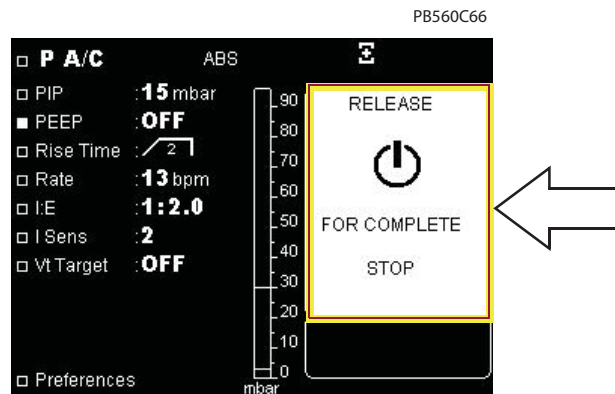 PB560C66
P A/C ABS
PIP :15 mbar
PEEP :OFF
Rise Time : 2
Rate :13 bpm
I:E :1:2.0
I Sens :2
Vt Target :OFF
Preferences
90
80
70
60
50
40
30
20
10
0
mbar
RELEASE
FOR COMPLETE
STOP